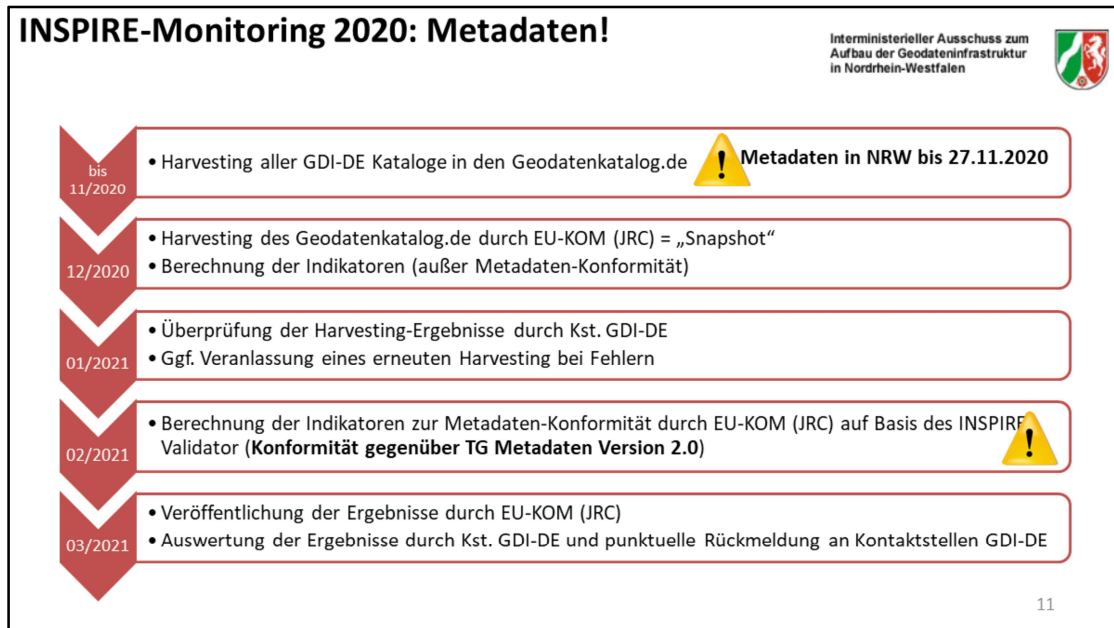 INSPIRE-Monitoring 2020: Metadaten!
Interministerieller Ausschuss zum
Aufbau der Geodateninfrastruktur
in Nordrhein-Westfalen
bis
11/2020
• Harvesting aller GDI-DE Kataloge in den Geodatenkatalog.de
! Metadaten in NRW bis 27.11.2020
12/2020
• Harvesting des Geodatenkatalog.de durch EU-KOM (JRC) = „Snapshot“
• Berechnung der Indikatoren (außer Metadaten-Konformität)
01/2021
• Überprüfung der Harvesting-Ergebnisse durch Kst. GDI-DE
• Ggf. Veranlassung eines erneuten Harvesting bei Fehlern
02/2021
• Berechnung der Indikatoren zur Metadaten-Konformität durch EU-KOM (JRC) auf Basis des INSPIRE
Validator (Konformität gegenüber TG Metadaten Version 2.0)
!
03/2021
• Veröffentlichung der Ergebnisse durch EU-KOM (JRC)
• Auswertung der Ergebnisse durch Kst. GDI-DE und punktuelle Rückmeldung an Kontaktstellen GDI-DE
11